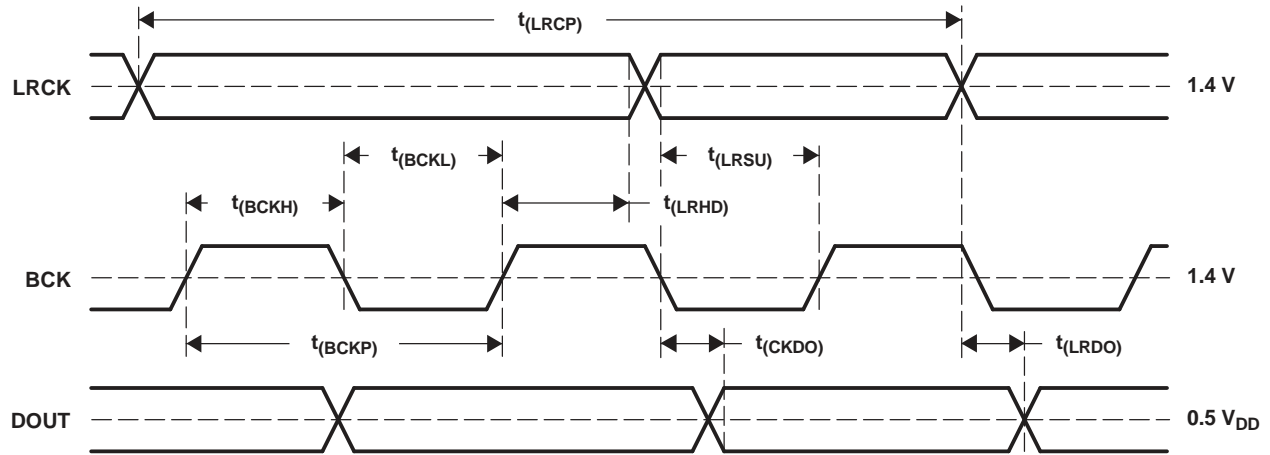 t(LRCP)
LRCK
1.4 V
t(BCKL)
t(LRSU)
t(BCKH)
t(LRHD)
BCK
1.4 V
t(BCKP)
t(CKDO)
t(LRDO)
DOUT
0.5 VDD